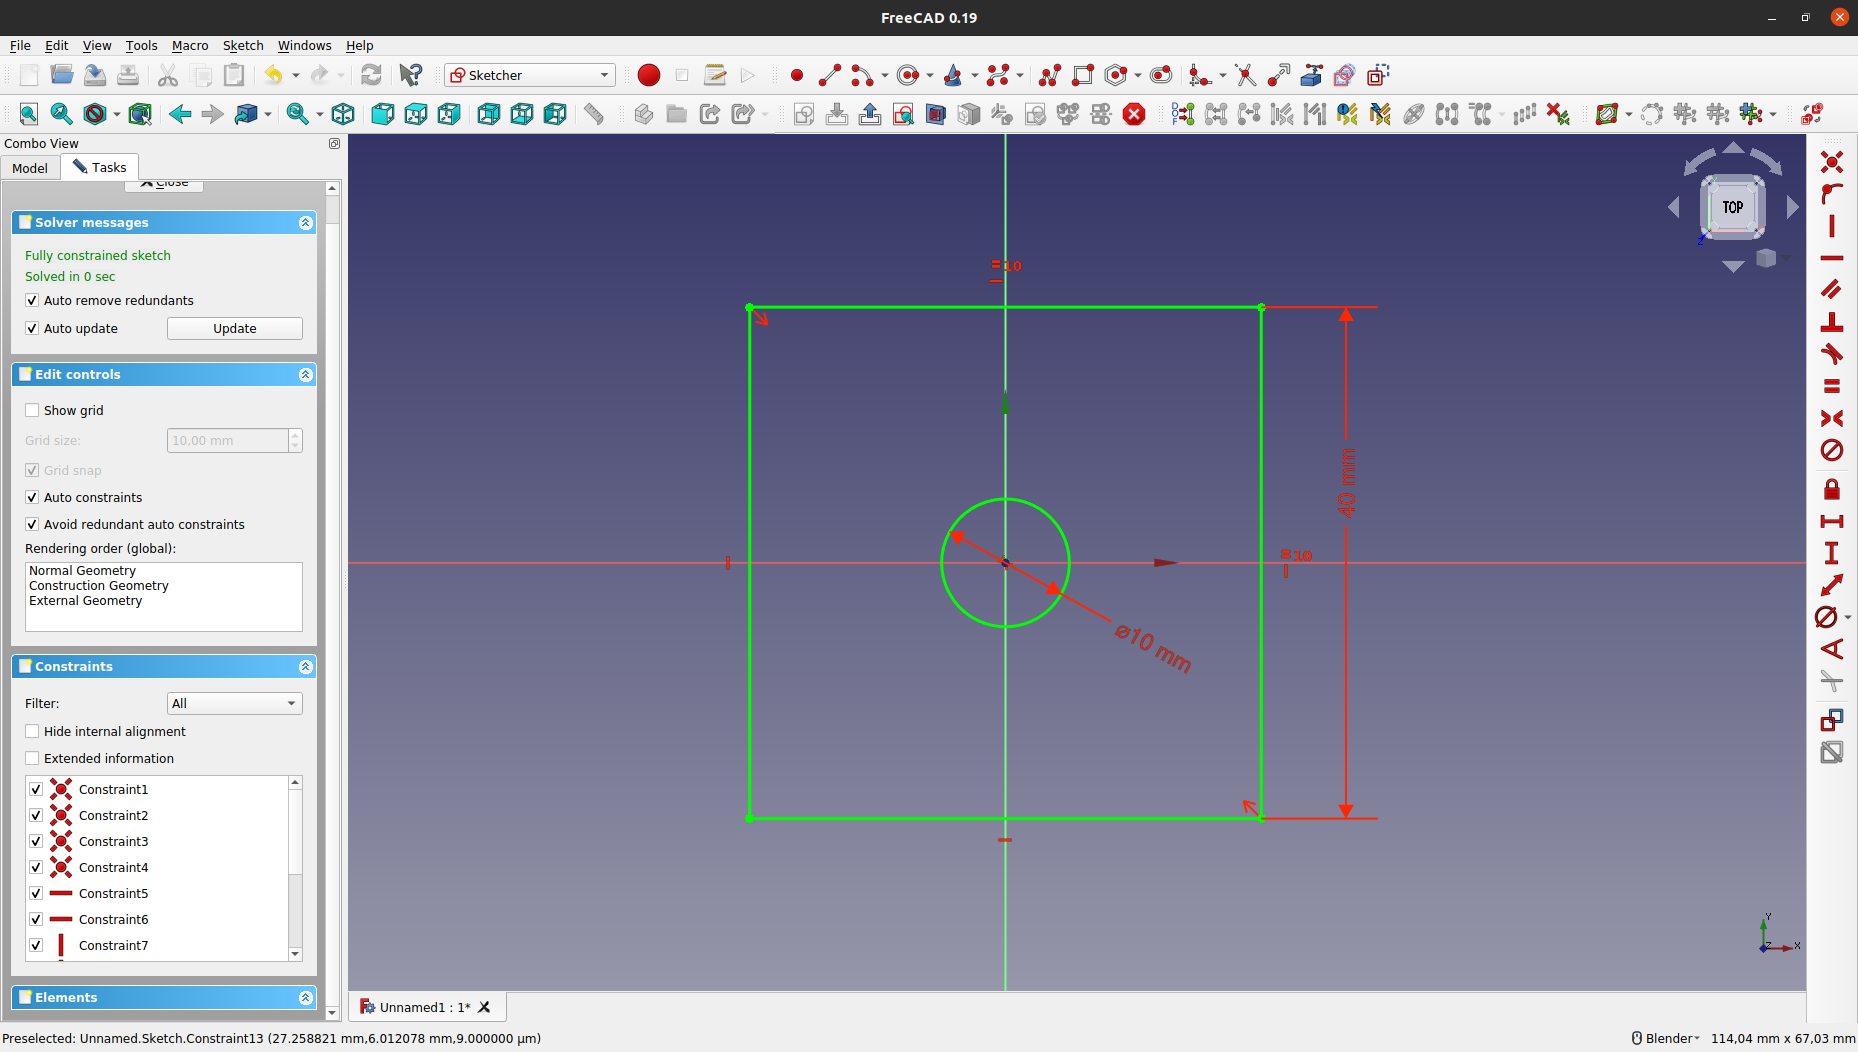 FreeCAD 0.19
File Edit View Tools Macro Sketch Windows Help
Sketcher
Combo View
Model Tasks
Close
Solver messages
Fully constrained sketch
Solved in 0 sec
Auto remove redundants
Auto update Update
Edit controls
Show grid
Grid size: 10,00 mm
Grid snap
Auto constraints
Avoid redundant auto constraints
Rendering order (global):
Normal Geometry
Construction Geometry
External Geometry
Constraints
Filter: All
Hide internal alignment
Extended information
Constraint1
Constraint2
Constraint3
Constraint4
Constraint5
Constraint6
Constraint7
Elements
10
40 mm
10
⌀10 mm
TOP
Z
Y
Z X
Unnamed1 : 1*
Preselected: Unnamed.Sketch.Constraint13 (27.258821 mm,6.012078 mm,9.000000 µm)
Blender 114,04 mm x 67,03 mm